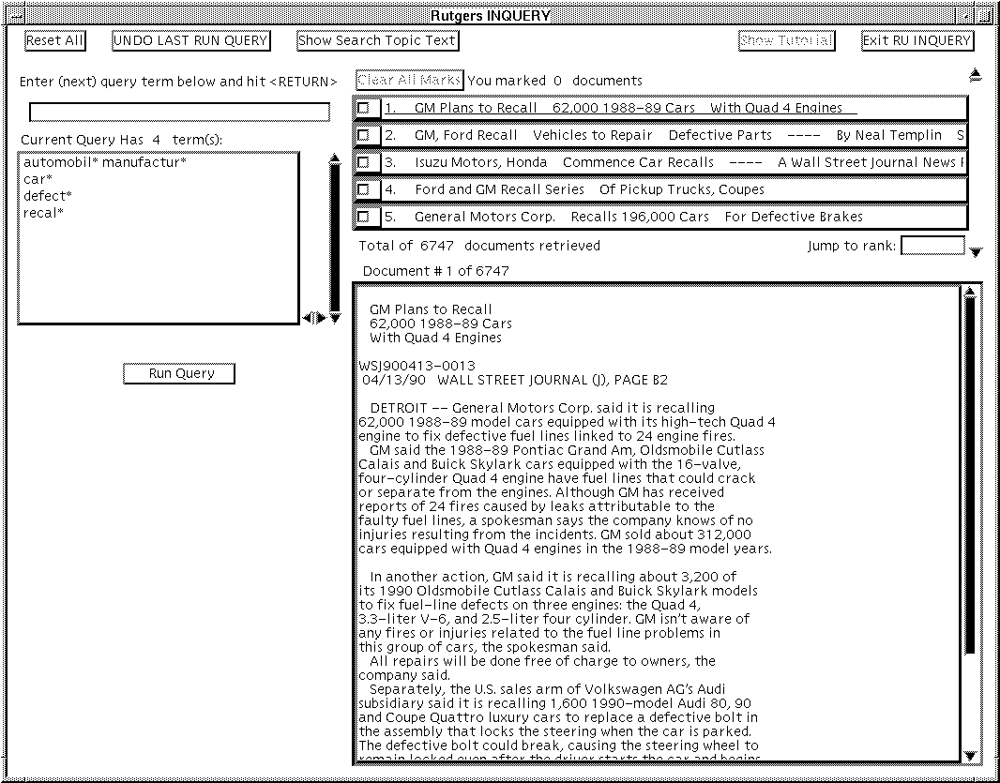 Rutgers INQUERY
Reset All UNDO LAST RUN QUERY Show Search Topic Text Show Tutorial Exit RU INQUERY
Enter (next) query term below and hit <RETURN>
Current Query Has 4 term(s):
automobil* manufactur*
car*
defect*
recal*
Run Query
Clear All Marks You marked 0 documents
1. GM Plans to Recall 62,000 1988-89 Cars With Quad 4 Engines
2. GM, Ford Recall Vehicles to Repair Defective Parts ---- By Neal Templin S
3. Isuzu Motors, Honda Commence Car Recalls ---- A Wall Street Journal News
4. Ford and GM Recall Series Of Pickup Trucks, Coupes
5. General Motors Corp. Recalls 196,000 Cars For Defective Brakes
Total of 6747 documents retrieved Jump to rank:
Document # 1 of 6747
GM Plans to Recall
62,000 1988-89 Cars
With Quad 4 Engines
WSJ900413-0013
04/13/90 WALL STREET JOURNAL (J), PAGE B2
DETROIT -- General Motors Corp. said it is recalling
62,000 1988-89 model cars equipped with its high-tech Quad 4
engine to fix defective fuel lines linked to 24 engine fires.
GM said the 1988-89 Pontiac Grand Am, Oldsmobile Cutlass
Calais and Buick Skylark cars equipped with the 16-valve,
four-cylinder Quad 4 engine have fuel lines that could crack
or separate from the engines. Although GM has received
reports of 24 fires caused by leaks attributable to the
faulty fuel lines, a spokesman says the company knows of no
injuries resulting from the incidents. GM sold about 312,000
cars equipped with Quad 4 engines in the 1988-89 model years.
In another action, GM said it is recalling about 3,200 of
its 1990 Oldsmobile Cutlass Calais and Buick Skylark models
to fix fuel-line defects on three engines: the Quad 4,
3.3-liter V-6, and 2.5-liter four cylinder. GM isn't aware of
any fires or injuries related to the fuel line problems in
this group of cars, the spokesman said.
All repairs will be done free of charge to owners, the
company said.
Separately, the U.S. sales arm of Volkswagen AG's Audi
subsidiary said it is recalling 1,600 1990-model Audi 80, 90
and Coupe Quattro luxury cars to replace a defective bolt in
the assembly that locks the steering when the car is parked.
The defective bolt could break, causing the steering wheel to
remain locked even after the driver starts the car and begins